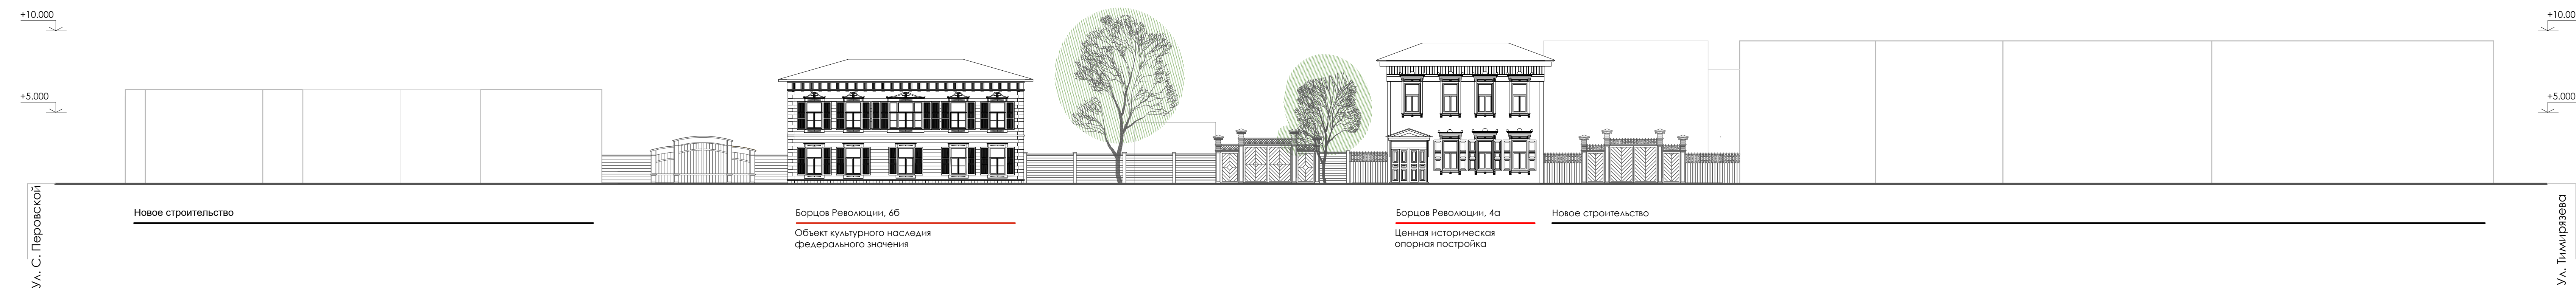 +10.000
+10.00
+5.000
+5.000
Ул. С. Перовской
Новое строительство
Борцов Революции, 6б
Объект культурного наследия
федерального значения
Борцов Революции, 4а
Ценная историческая
опорная постройка
Новое строительство
Ул. Тимирязева